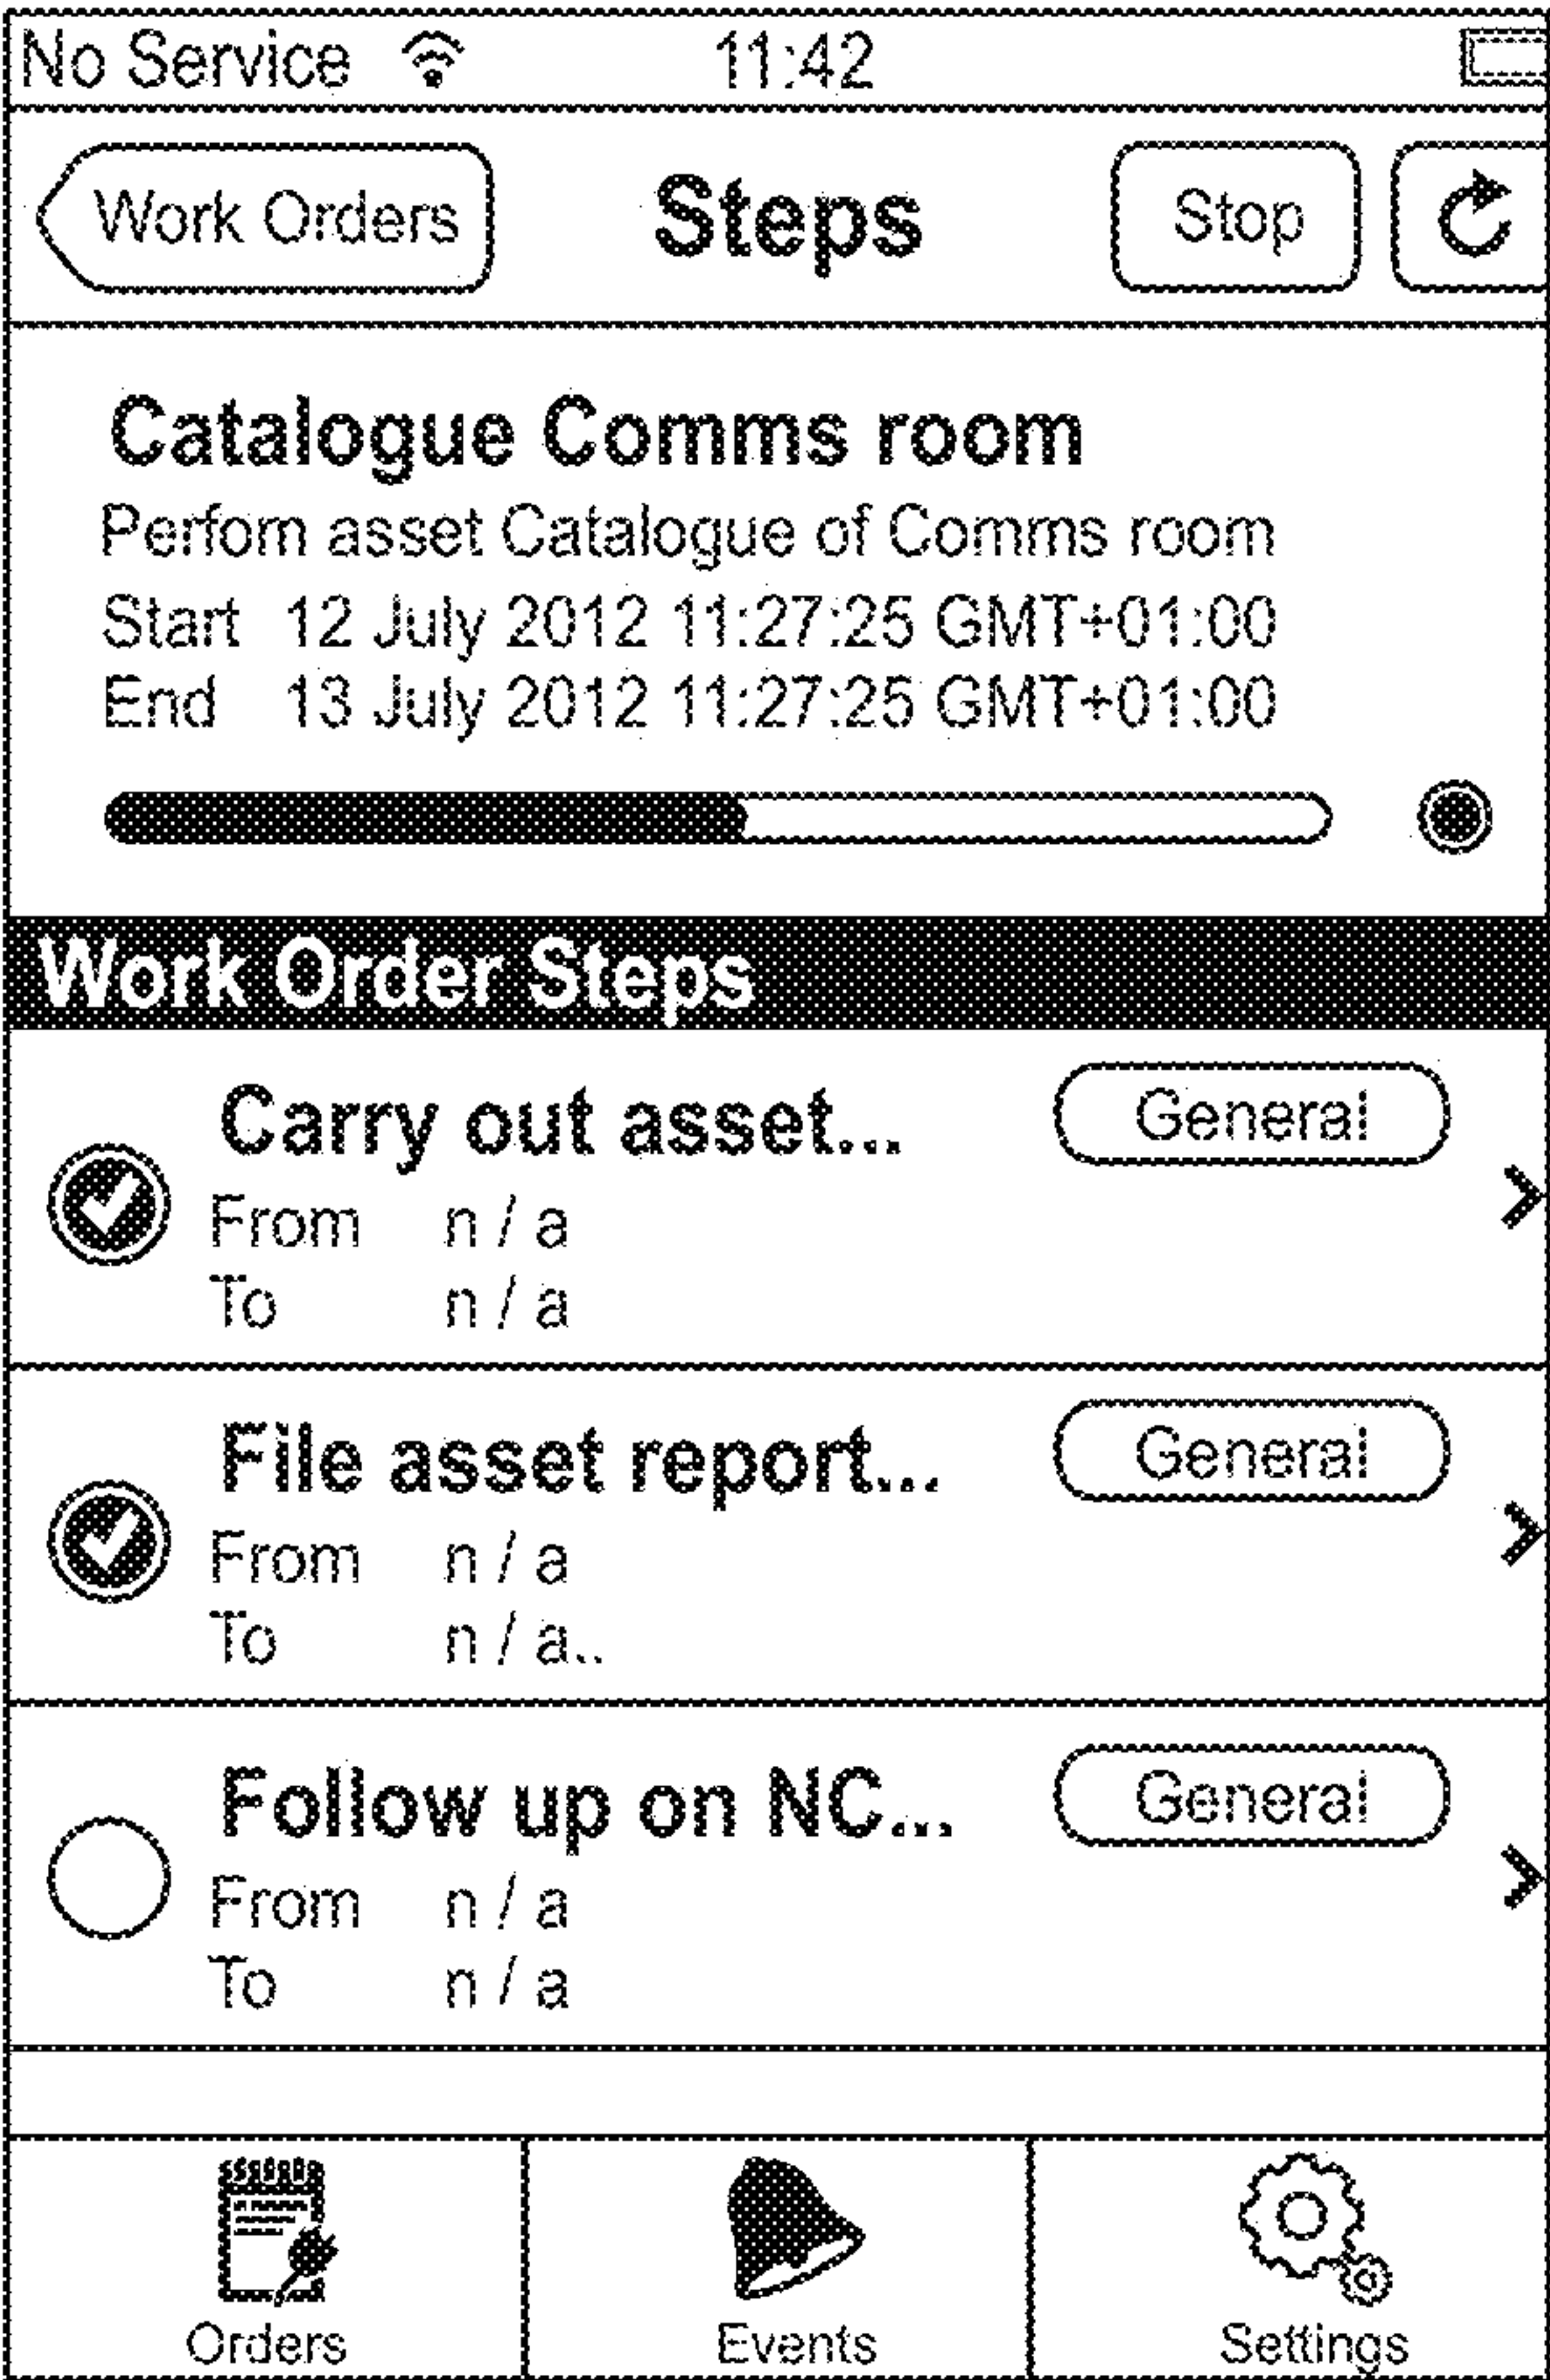 No Service 11:42
Work Orders Steps Stop
Catalogue Comms room
Perfom asset Catalogue of Comms room
Start 12 July 2012 11:27:25 GMT+01:00
End 13 July 2012 11:27:25 GMT+01:00
Work Order Steps
Carry out asset... General
From n / a
To n / a
File asset report... General
From n / a
To n / a..
Follow up on NC... General
From n / a
To n / a
Orders Events Settings